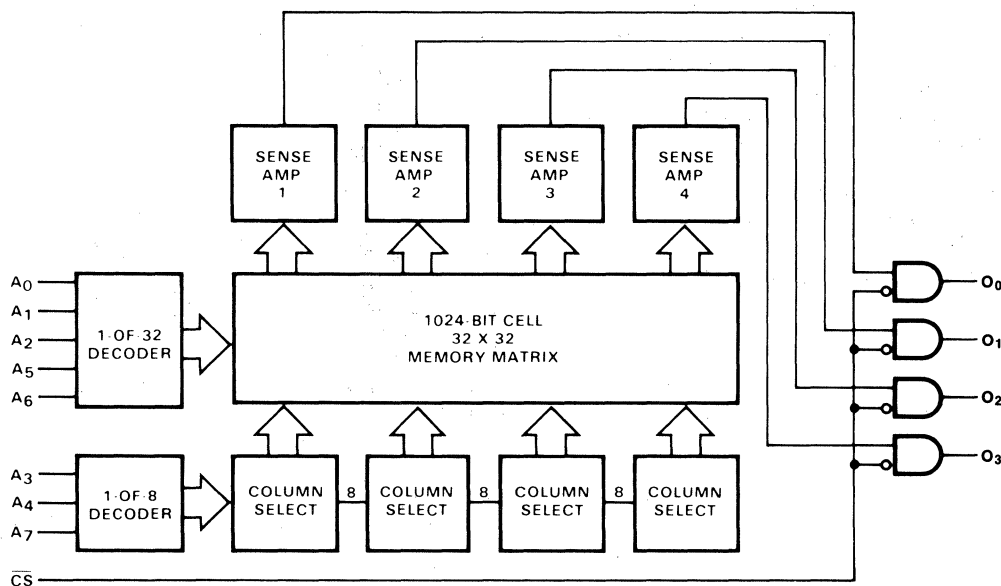 SENSE
AMP
1
SENSE
AMP
2
SENSE
AMP
3
SENSE
AMP
4
A0
A1
A2
A5
A6
1-OF-32
DECODER
1024-BIT CELL
32 X 32
MEMORY MATRIX
O0
O1
O2
O3
A3
A4
A7
1-OF-8
DECODER
COLUMN
SELECT
8
COLUMN
SELECT
8
COLUMN
SELECT
8
COLUMN
SELECT
C̅S̅